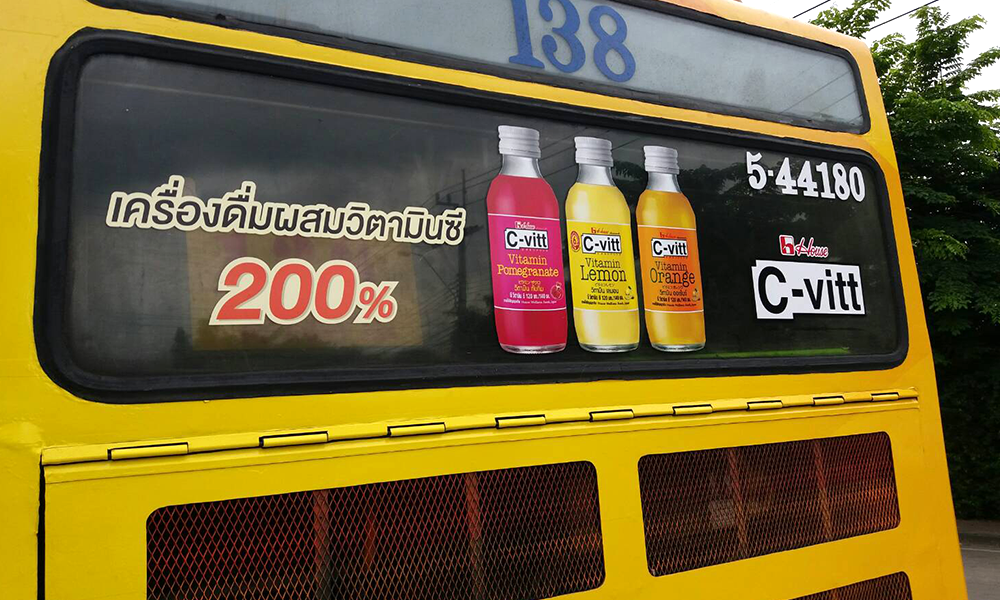 138
5-44180
เครื่องดื่มผสมวิตามินซี
200%
C-vitt
Vitamin
Pomegranate
C-vitt
Vitamin
Lemon
House
C-vitt
Vitamin
Orange
House
C-vitt